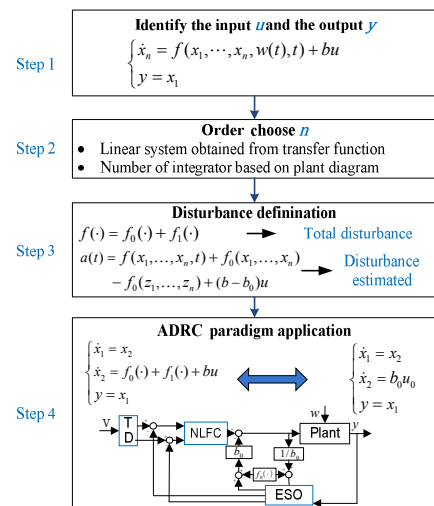 Identify the input u and the output y
Step 1
ẋₙ = f(x₁,⋯,xₙ,w(t),t) + bu
y = x₁
Order choose n
Step 2
• Linear system obtained from transfer function
• Number of integrator based on plant diagram
Disturbance definination
Step 3
f(·) = f₀(·) + f₁(·) Total disturbance
a(t) = f(x₁,…,xₙ,t) + f₀(x₁,…,xₙ) Disturbance
− f₀(z₁,…,zₙ) + (b − b₀)u estimated
ADRC paradigm application
Step 4
ẋ₁ = x₂
ẋ₂ = f₀(·) + f₁(·) + bu
y = x₁
ẋ₁ = x₂
ẋ₂ = b₀u₀
y = x₁
V T D NLFC w Plant y
b₀ 1/b₀
f₀(·)
ESO